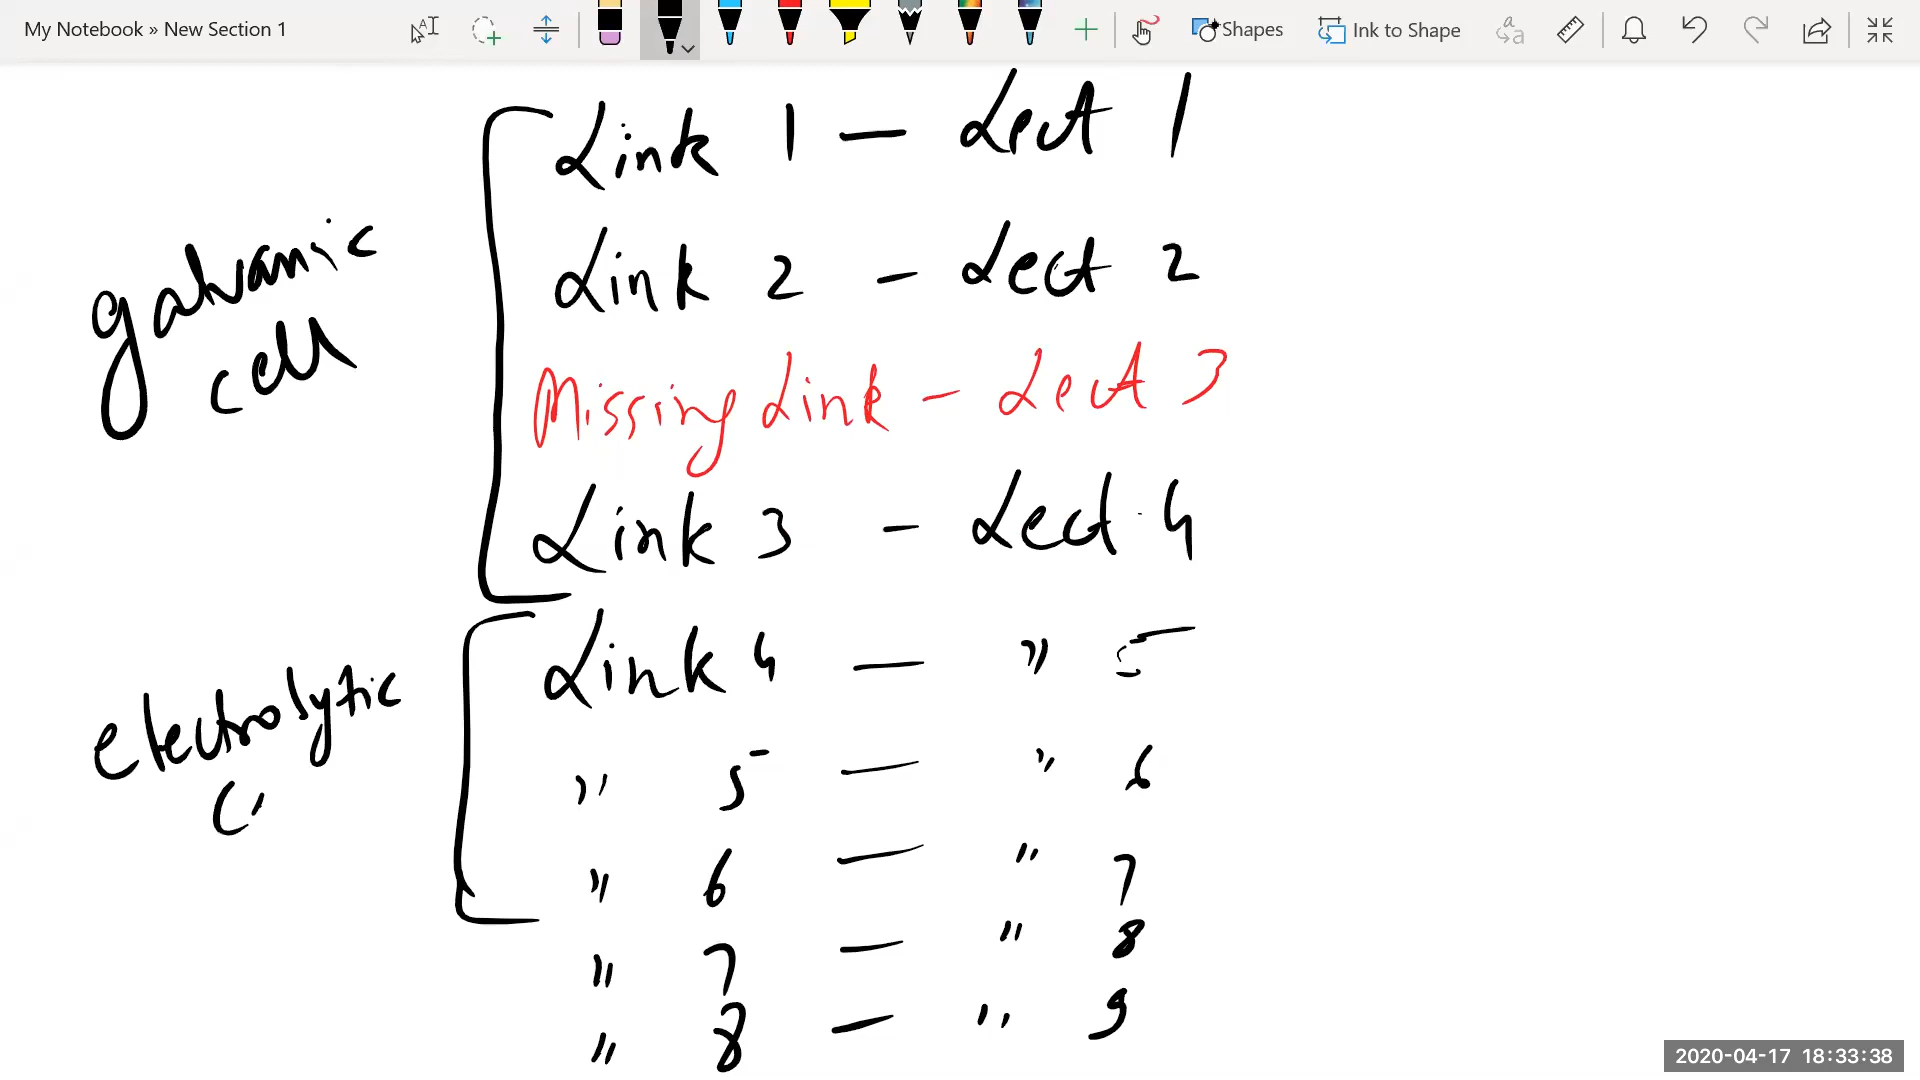 My Notebook » New Section 1
Shapes
Ink to Shape
Link 1 — Lect 1
Link 2 - Lect 2
galvanic
cell
Missing Link - Lect 3
Link 3 - Lect 4
Link 4 — " 5
electrolytic
" 5 — " 6
" 6 — " 7
" 7 — " 8
" 8 — " 9
2020-04-17 18:33:38